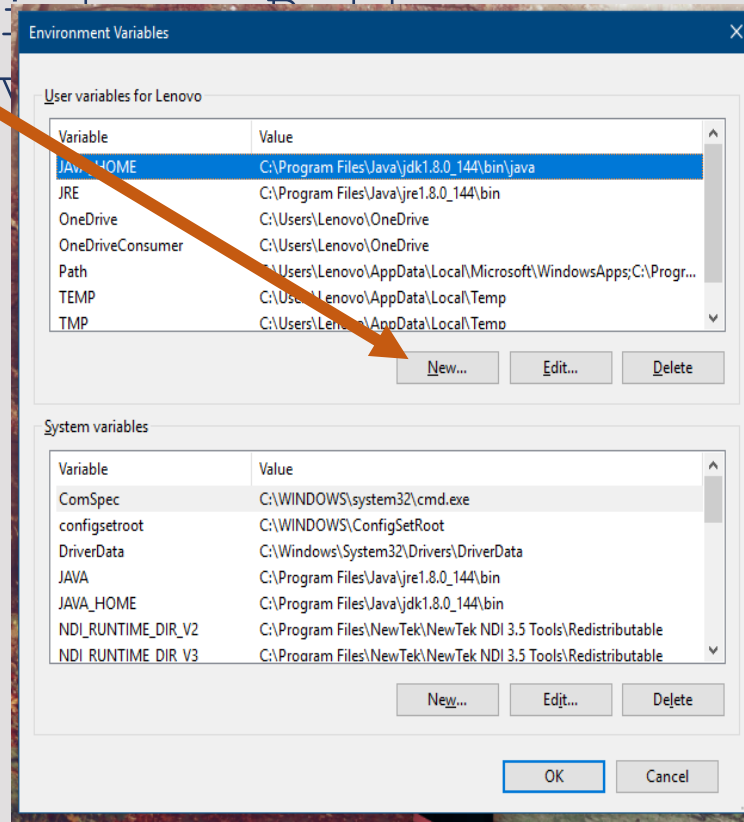 Environment Variables
User variables for Lenovo
Variable Value
JAVA_HOME C:\Program Files\Java\jdk1.8.0_144\bin\java
JRE C:\Program Files\Java\jre1.8.0_144\bin
OneDrive C:\Users\Lenovo\OneDrive
OneDriveConsumer C:\Users\Lenovo\OneDrive
Path C:\Users\Lenovo\AppData\Local\Microsoft\WindowsApps;C:\Progr...
TEMP C:\Users\Lenovo\AppData\Local\Temp
TMP C:\Users\Lenovo\AppData\Local\Temp
New... Edit... Delete
System variables
Variable Value
ComSpec C:\WINDOWS\system32\cmd.exe
configsetroot C:\WINDOWS\ConfigSetRoot
DriverData C:\Windows\System32\Drivers\DriverData
JAVA C:\Program Files\Java\jre1.8.0_144\bin
JAVA_HOME C:\Program Files\Java\jdk1.8.0_144\bin
NDI_RUNTIME_DIR_V2 C:\Program Files\NewTek\NewTek NDI 3.5 Tools\Redistributable
NDI_RUNTIME_DIR_V3 C:\Program Files\NewTek\NewTek NDI 3.5 Tools\Redistributable
New... Edit... Delete
OK Cancel